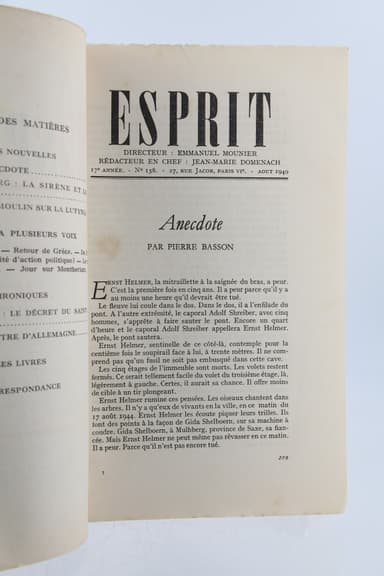 DES MATIÈRES
ES NOUVELLES
CDOTE
RG : LA SIRÈNE ET L
MOULIN SUR LA LUTYN
A PLUSIEURS VOIX
— Retour de Grèce. —
ité d'action politique)
— Jour sur Montherlan
HRONIQUES
: LE DÉCRET DU SAINT
TRE D'ALLEMAGNE
ES LIVRES
RESPONDANCE
ESPRIT
DIRECTEUR : EMMANUEL MOUNIER
RÉDACTEUR EN CHEF : JEAN-MARIE DOMENACH
17e ANNÉE. - No 158. - 27, RUE JACOB, PARIS VIe. - AOUT 1949
Anecdote
PAR PIERRE BASSON
ERNST HELMER, la mitraillette à la saignée du bras, a peur.
C'est la première fois en cinq ans. Il a peur parce qu'il y a
au moins une heure qu'il devrait être tué.
Le fleuve lui coule dans le dos. Dans le dos, il a l'enfilade du
pont. A l'autre extrémité, le caporal Adolf Shreiber, avec cinq
hommes, s'apprête à faire sauter le pont. Encore un quart
d'heure et le caporal Adolf Shreiber appellera Ernst Helmer.
Après, le pont sautera.
Ernst Helmer, sentinelle de ce côté-là, contemple pour la
centième fois le soupirail face à lui, à trente mètres. Il ne com-
prend pas qu'un fusil ne soit pas embusqué dans cette cave.
Les cinq étages de l'immeuble sont morts. Les volets restent
fermés. Ce serait tellement facile du volet du troisième étage, là,
légèrement à gauche. Certes, il aurait sa chance. Il offre moins
de cible à un tir plongeant.
Ernst Helmer rumine ces pensées. Les oiseaux chantent dans
les arbres. Il n'y a qu'eux de vivants en la ville, en ce matin du
17 août 1944. Ernst Helmer les écoute piquer leurs trilles. Ils
font des points à la façon de Gida Shelboern, sur sa machine à
coudre. Gida Shelboern, à Mulhberg, province de Saxe, sa fian-
cée. Mais Ernst Helmer ne peut même pas rêvasser en ce matin.
Il a peur. Parce qu'il n'est pas encore tué.
1